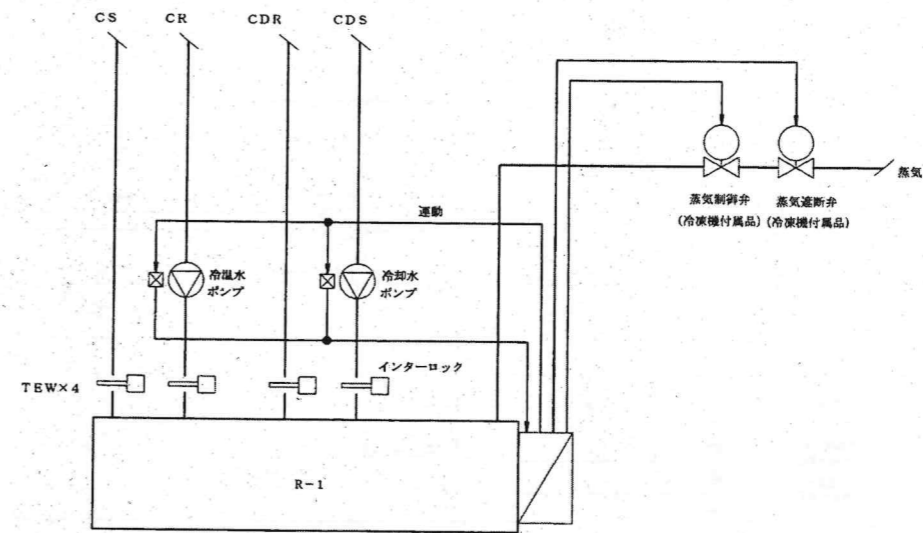 CS
CR
CDR
CDS
蒸気
蒸気制御弁
(冷凍機付属品)
蒸気遮断弁
(冷凍機付属品)
運動
冷温水
ポンプ
冷却水
ポンプ
インターロック
TEW×4
R-1